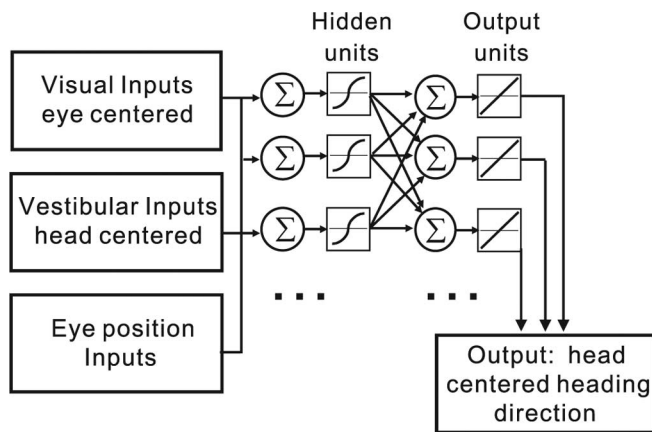 Hidden units
Output units
Visual Inputs
eye centered
Vestibular Inputs
head centered
Eye position
Inputs
Σ
Σ
Σ
Σ
Σ
Σ
. . .
. . .
Output: head
centered heading
direction